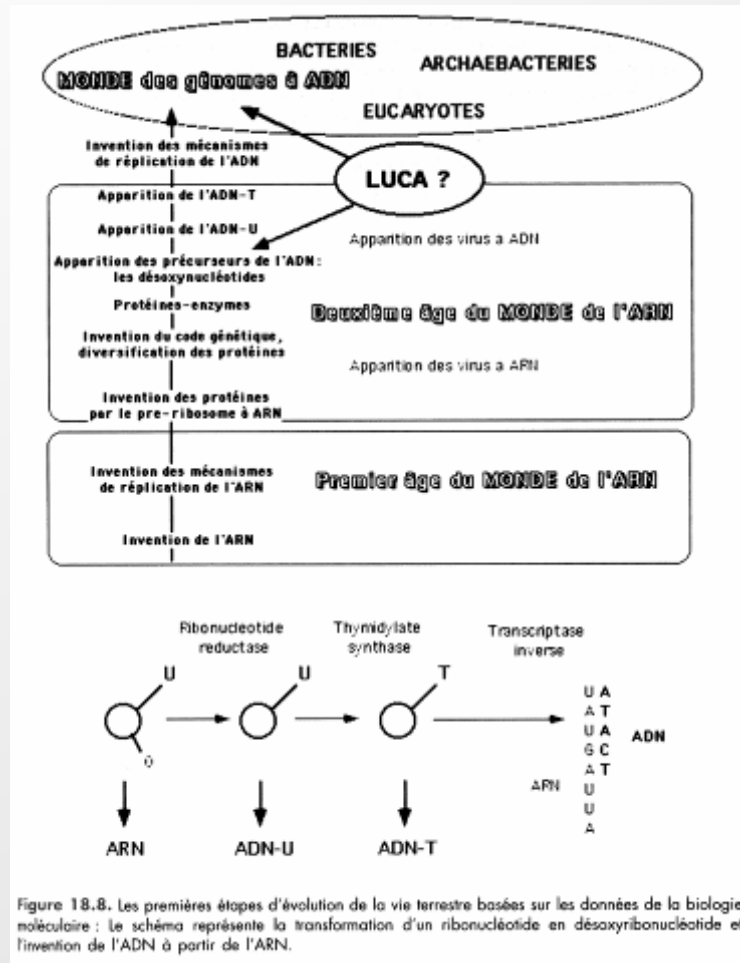 BACTERIES
ARCHAEBACTERIES
MONDE des génomes à ADN
EUCARYOTES
Invention des mécanismes
de réplication de l'ADN
LUCA ?
Apparition de l'ADN-T
Apparition de l'ADN-U
Apparition des virus a ADN
Apparition des précurseurs de l'ADN:
les désoxynucléotides
Protéines-enzymes
Deuxième âge du MONDE de l'ARN
Invention du code génétique,
diversification des protéines
Apparition des virus a ARN
Invention des protéines
par le pre-ribosome à ARN
Invention des mécanismes
de réplication de l'ARN
Premier âge du MONDE de l'ARN
Invention de l'ARN
Ribonucleotide
reductase
Thymidylate
synthase
Transcriptase
inverse
U
U
T
O
U A
A T
U A
G C
A T
U
U
A
ADN
ARN
ARN
ADN-U
ADN-T
Figure 18.8. Les premières étapes d'évolution de la vie terrestre basées sur les données de la biologie
moléculaire : Le schéma représente la transformation d'un ribonucléotide en désoxyribonucléotide et
l'invention de l'ADN à partir de l'ARN.